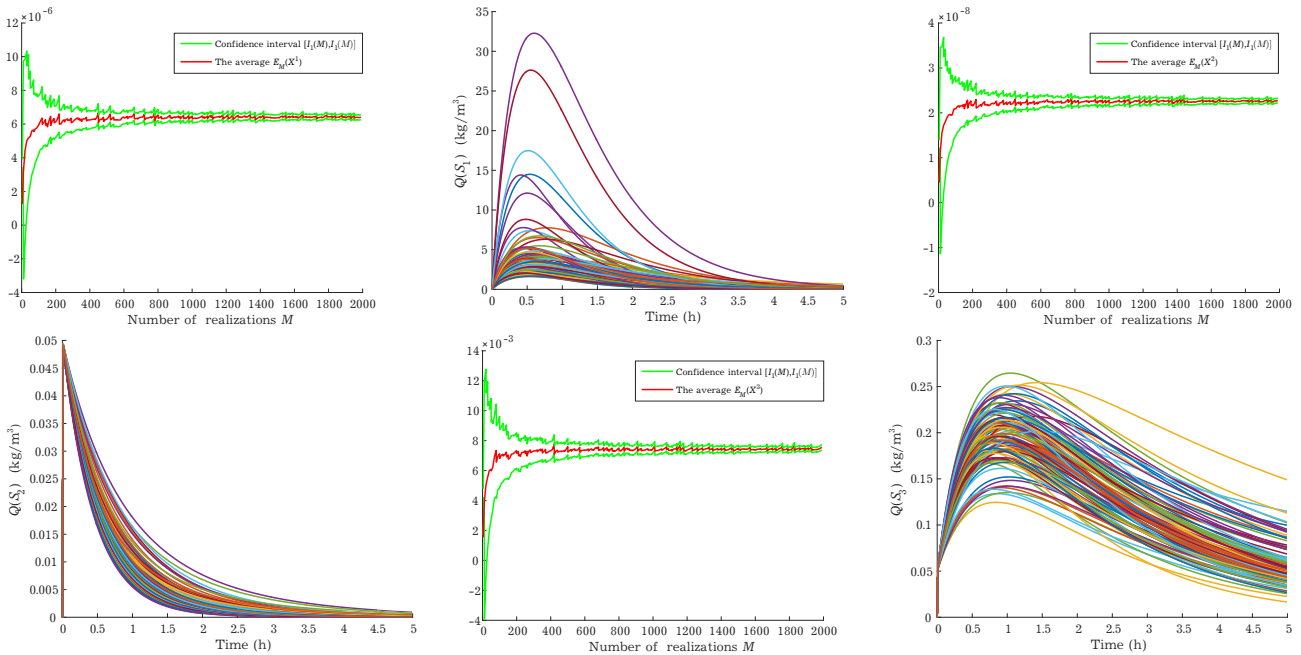 12 ×10⁻⁶
10
8
6
4
2
0
-2
-4
0 200 400 600 800 1000 1200 1400 1600 1800 2000
Number of realizations M
Confidence interval [I₁(M),I₁(M)]
The average E_M(X¹)
35
30
25
20
15
10
5
0
Q(S₁) (kg/m³)
0 0.5 1 1.5 2 2.5 3 3.5 4 4.5 5
Time (h)
4 ×10⁻⁸
3
2
1
0
-1
-2
0 200 400 600 800 1000 1200 1400 1600 1800 2000
Number of realizations M
Confidence interval [I₁(M),I₁(M)]
The average E_M(X²)
0.05
0.045
0.04
0.035
0.03
0.025
0.02
0.015
0.01
0.005
0
Q(S₂) (kg/m³)
0 0.5 1 1.5 2 2.5 3 3.5 4 4.5 5
Time (h)
14 ×10⁻³
12
10
8
6
4
2
0
-2
-4
0 200 400 600 800 1000 1200 1400 1600 1800 2000
Number of realizations M
Confidence interval [I₁(M),I₁(M)]
The average E_M(X³)
0.3
0.25
0.2
0.15
0.1
0.05
0
Q(S₃) (kg/m³)
0 0.5 1 1.5 2 2.5 3 3.5 4 4.5 5
Time (h)